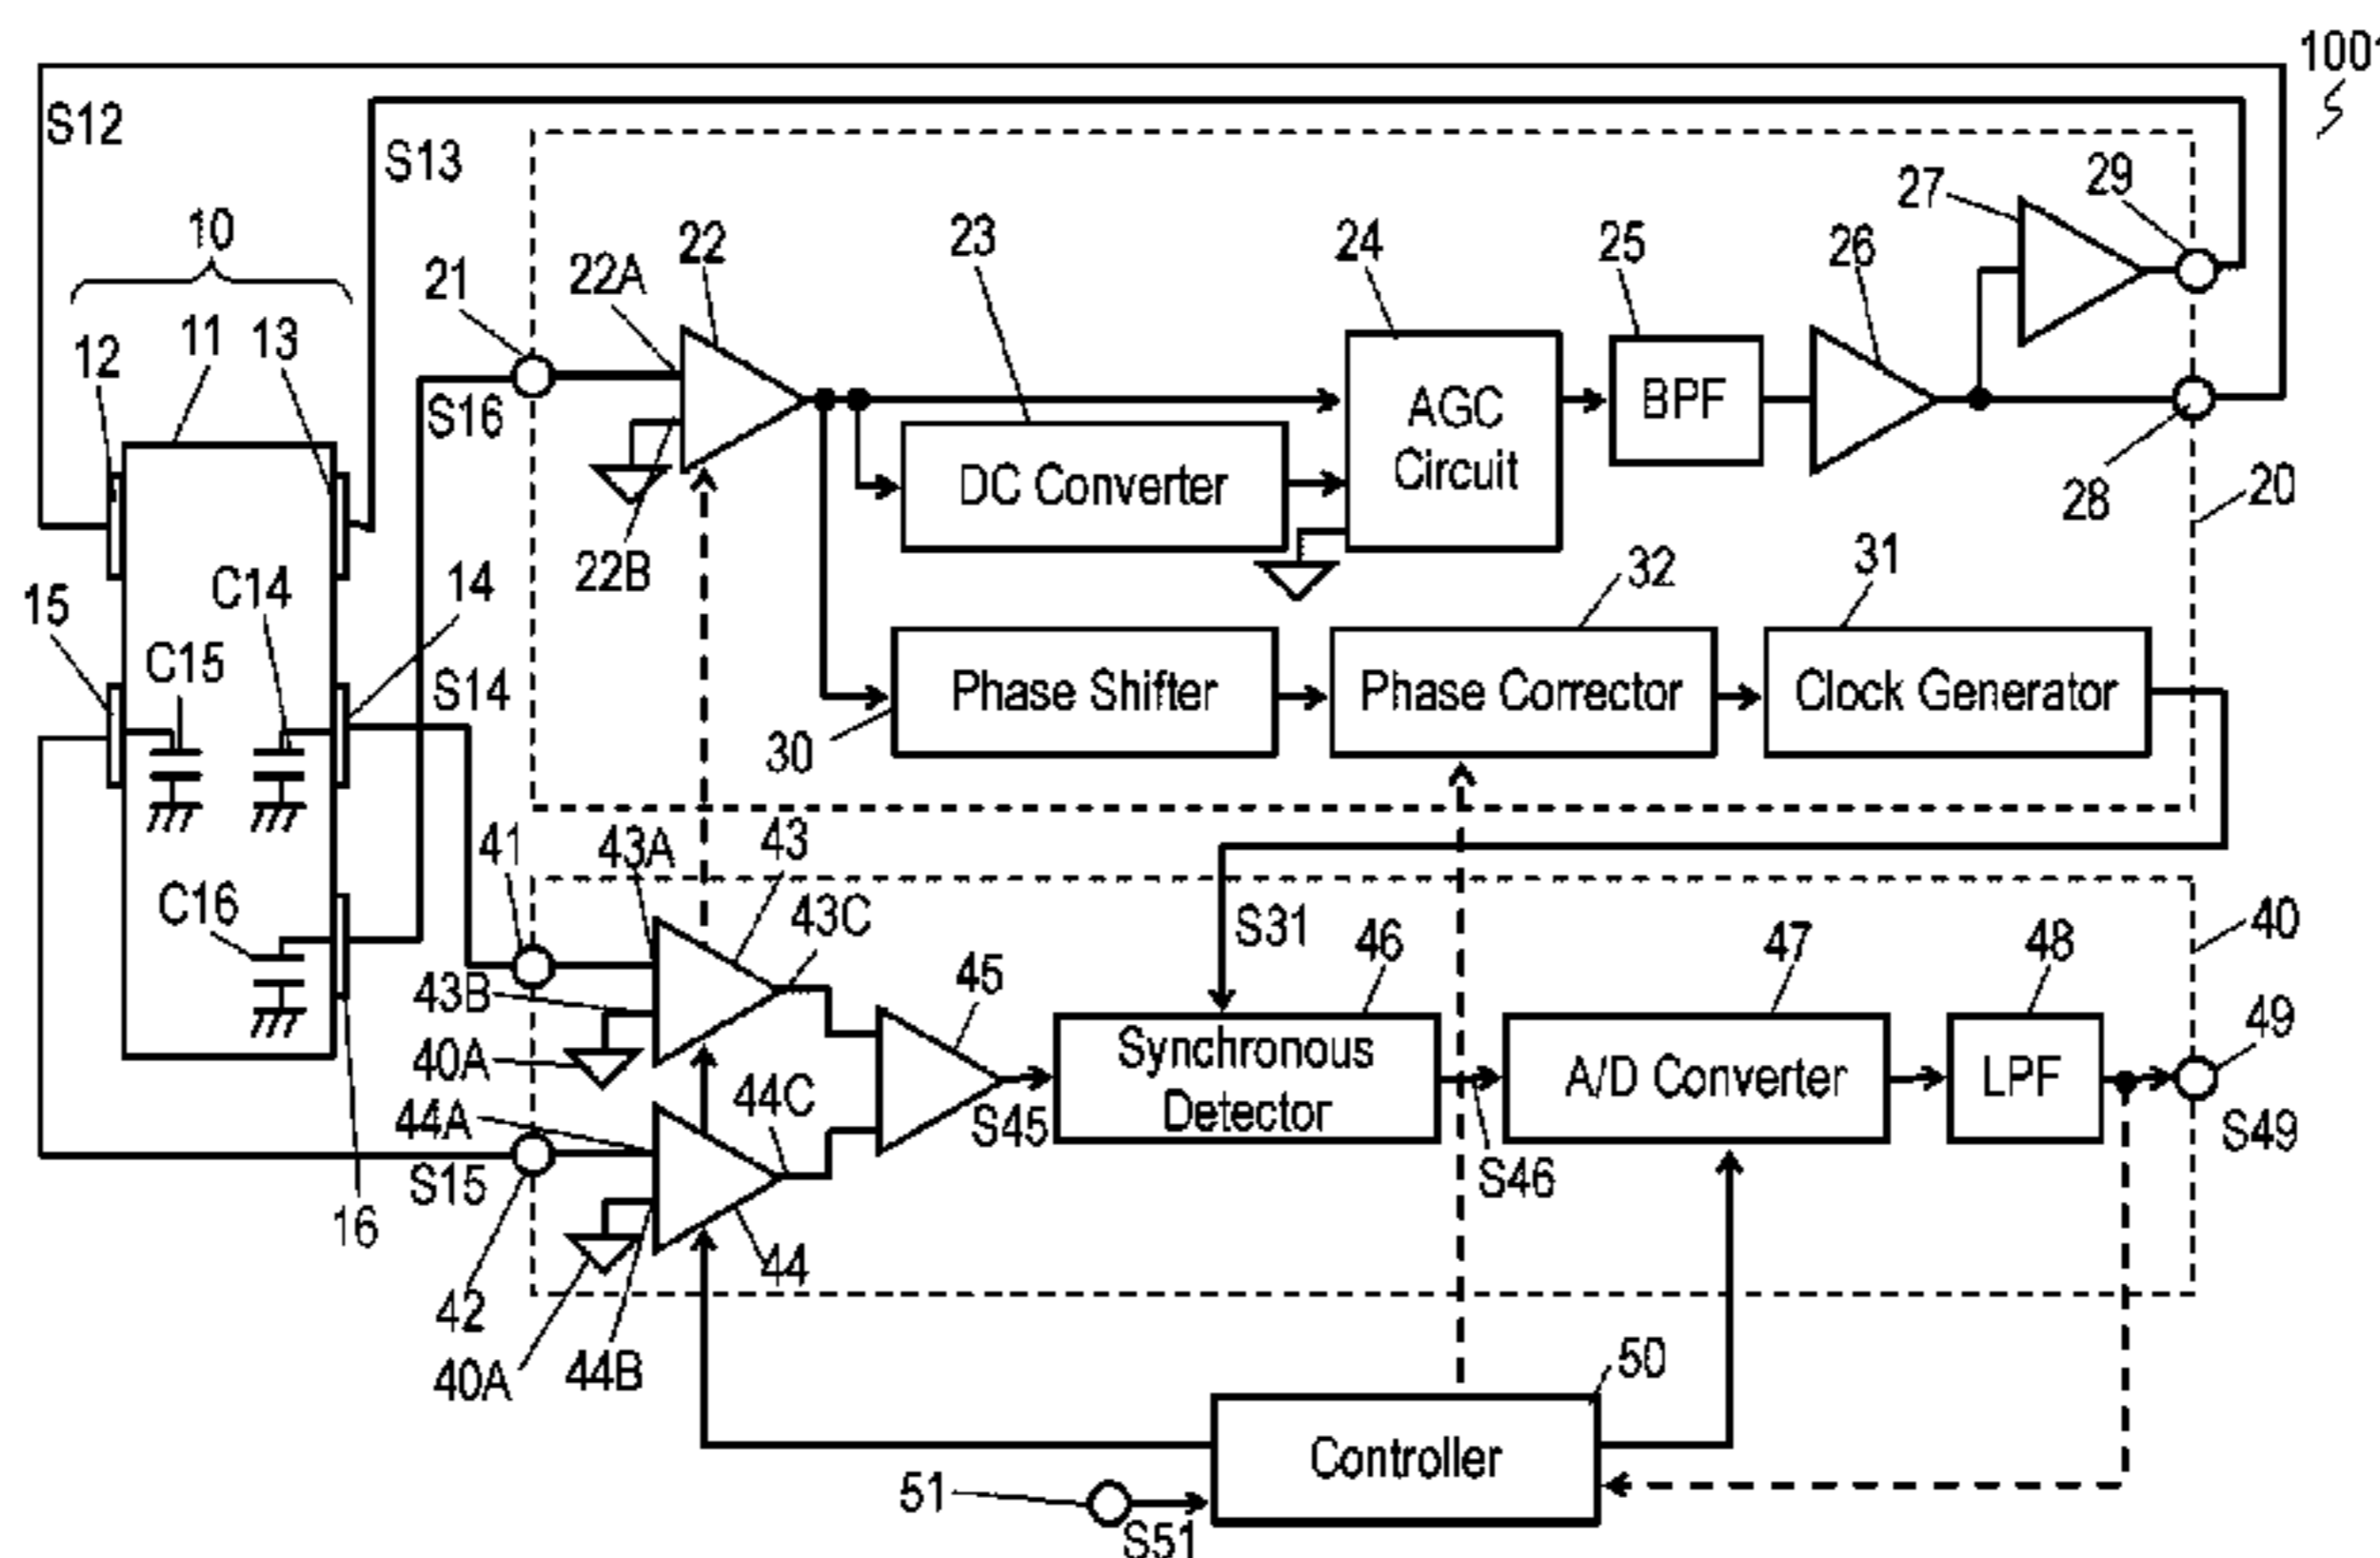 1001
S12
S13
10
27
29
22
23
24
25
26
21
22A
12
11
13
S16
AGC Circuit
BPF
DC Converter
28
20
22B
C14
14
32
31
15
C15
S14
Phase Shifter
Phase Corrector
Clock Generator
30
41
43A
43
C16
43C
S31
46
47
48
40
43B
45
49
40A
Synchronous Detector
A/D Converter
LPF
44A
44C
S45
S49
S15
S46
16
44
42
40A
44B
50
Controller
51
S51